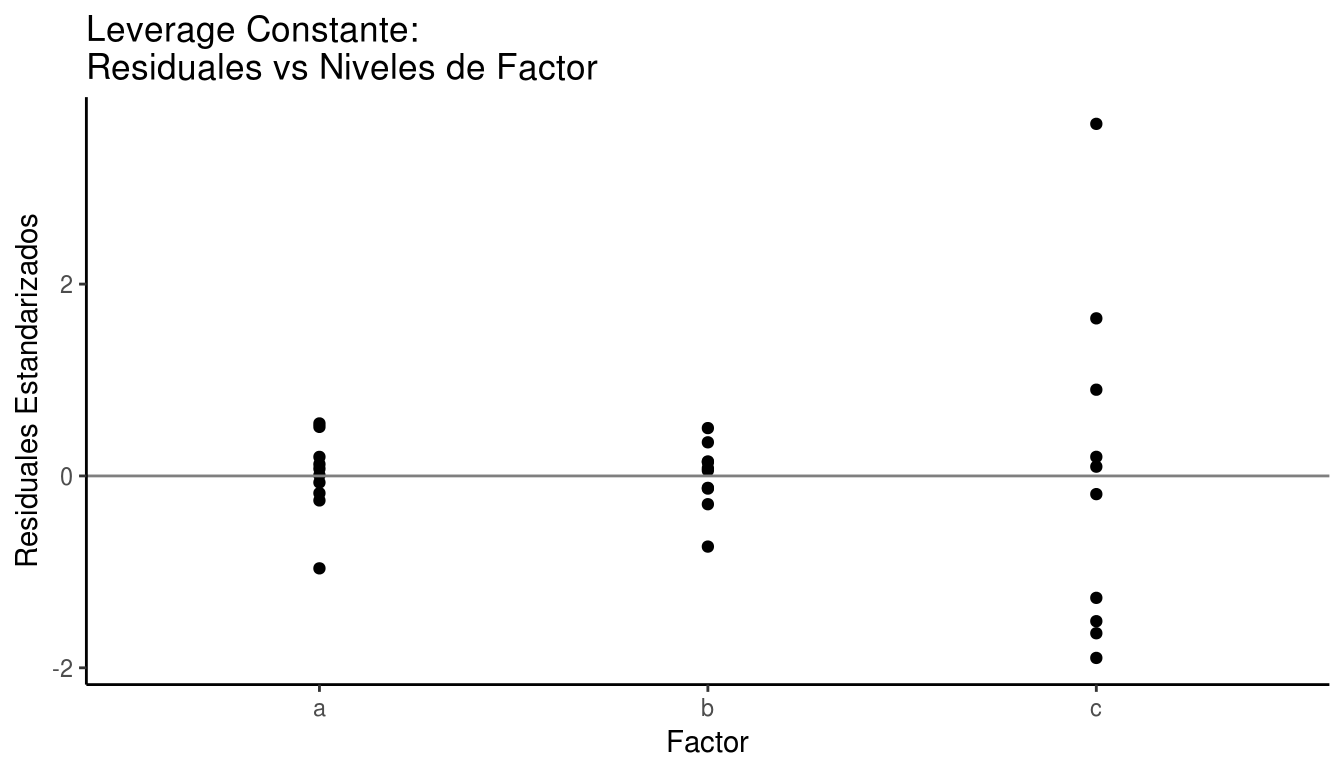 Leverage Constante:
Residuales vs Niveles de Factor
Residuales Estandarizados
2
0
-2
a
b
c
Factor